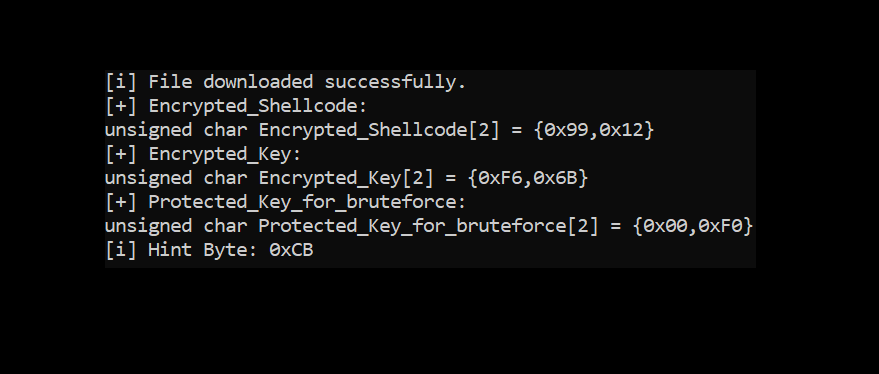 [i] File downloaded successfully.
[+] Encrypted_Shellcode:
unsigned char Encrypted_Shellcode[2] = {0x99,0x12}
[+] Encrypted_Key:
unsigned char Encrypted_Key[2] = {0xF6,0x6B}
[+] Protected_Key_for_bruteforce:
unsigned char Protected_Key_for_bruteforce[2] = {0x00,0xF0}
[i] Hint Byte: 0xCB